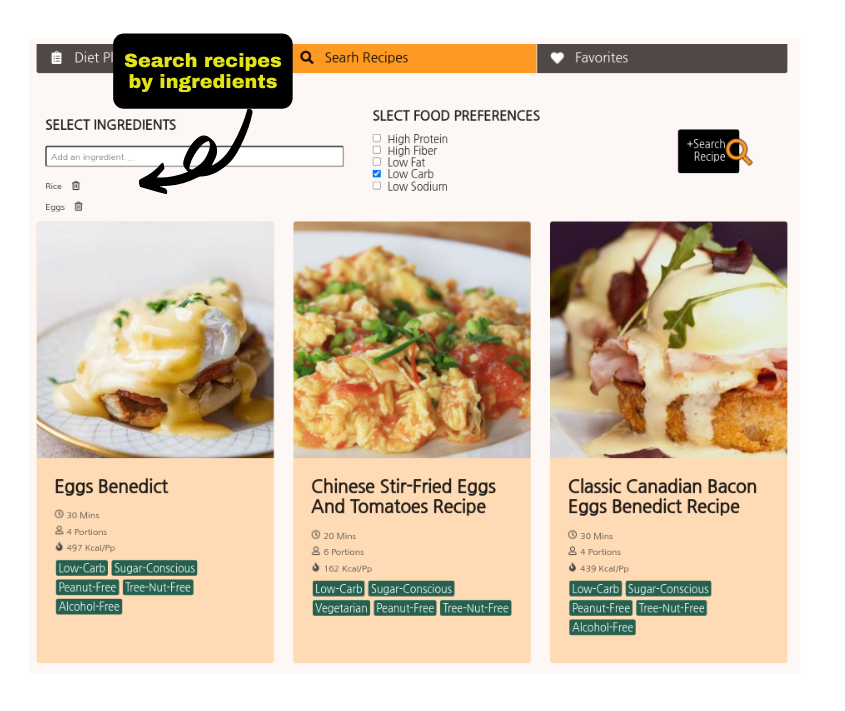 Diet Pl
Search recipes
by ingredients
Searh Recipes
Favorites
SELECT INGREDIENTS
Add an ingredient ...
Rice
Eggs
SLECT FOOD PREFERENCES
High Protein
High Fiber
Low Fat
Low Carb
Low Sodium
+Search
Recipe
Eggs Benedict
30 Mins
4 Portions
497 Kcal/Pp
Low-Carb Sugar-Conscious
Peanut-Free Tree-Nut-Free
Alcohol-Free
Chinese Stir-Fried Eggs
And Tomatoes Recipe
20 Mins
6 Portions
162 Kcal/Pp
Low-Carb Sugar-Conscious
Vegetarian Peanut-Free Tree-Nut-Free
Classic Canadian Bacon
Eggs Benedict Recipe
30 Mins
4 Portions
439 Kcal/Pp
Low-Carb Sugar-Conscious
Peanut-Free Tree-Nut-Free
Alcohol-Free